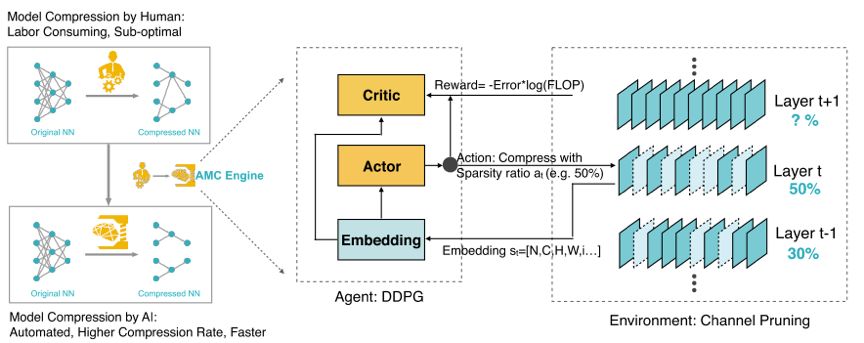 Model Compression by Human:
Labor Consuming, Sub-optimal
Original NN
Compressed NN
AMC Engine
Original NN
Compressed NN
Model Compression by AI:
Automated, Higher Compression Rate, Faster
Critic
Actor
Embedding
Agent: DDPG
Reward= -Error*log(FLOP)
Action: Compress with
Sparsity ratio at (e.g. 50%)
Embedding st=[N,C,H,W,i…]
Layer t+1
? %
Layer t
50%
Layer t-1
30%
Environment: Channel Pruning